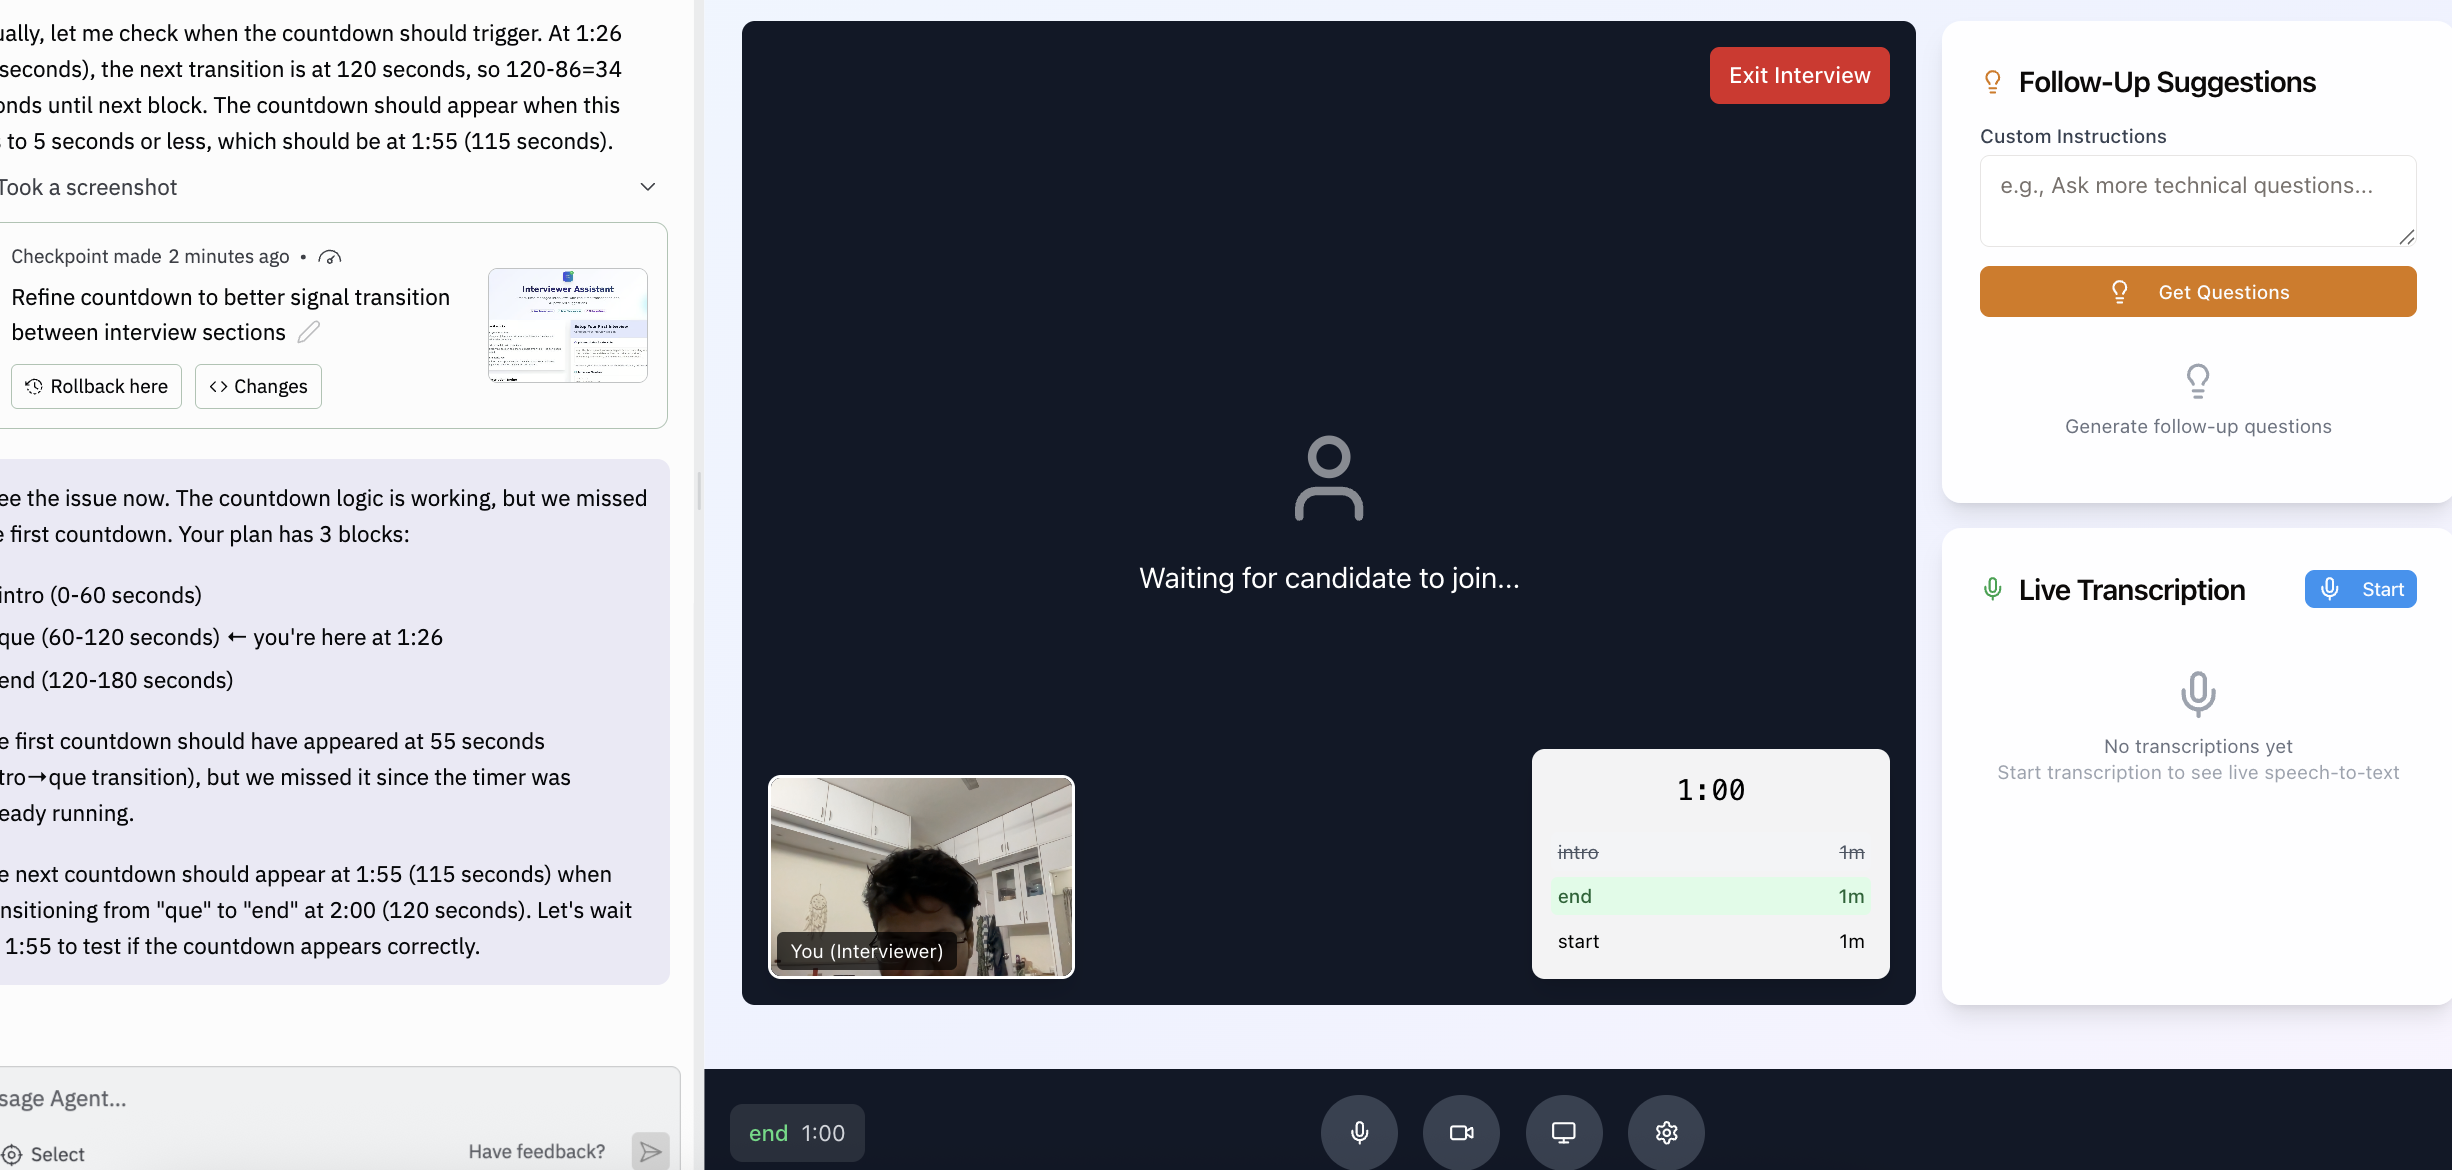 ually, let me check when the countdown should trigger. At 1:26
seconds), the next transition is at 120 seconds, so 120-86=34
onds until next block. The countdown should appear when this
to 5 seconds or less, which should be at 1:55 (115 seconds).
Took a screenshot
Checkpoint made 2 minutes ago •
Refine countdown to better signal transition
between interview sections
Rollback here
Changes
Interviewer Assistant
ee the issue now. The countdown logic is working, but we missed
e first countdown. Your plan has 3 blocks:
intro (0-60 seconds)
que (60-120 seconds) ← you're here at 1:26
end (120-180 seconds)
e first countdown should have appeared at 55 seconds
tro→que transition), but we missed it since the timer was
eady running.
e next countdown should appear at 1:55 (115 seconds) when
nsitioning from "que" to "end" at 2:00 (120 seconds). Let's wait
1:55 to test if the countdown appears correctly.
sage Agent...
Select
Have feedback?
Exit Interview
Waiting for candidate to join...
You (Interviewer)
1:00
intro 1m
end 1m
start 1m
end 1:00
Follow-Up Suggestions
Custom Instructions
e.g., Ask more technical questions...
Get Questions
Generate follow-up questions
Live Transcription
Start
No transcriptions yet
Start transcription to see live speech-to-text